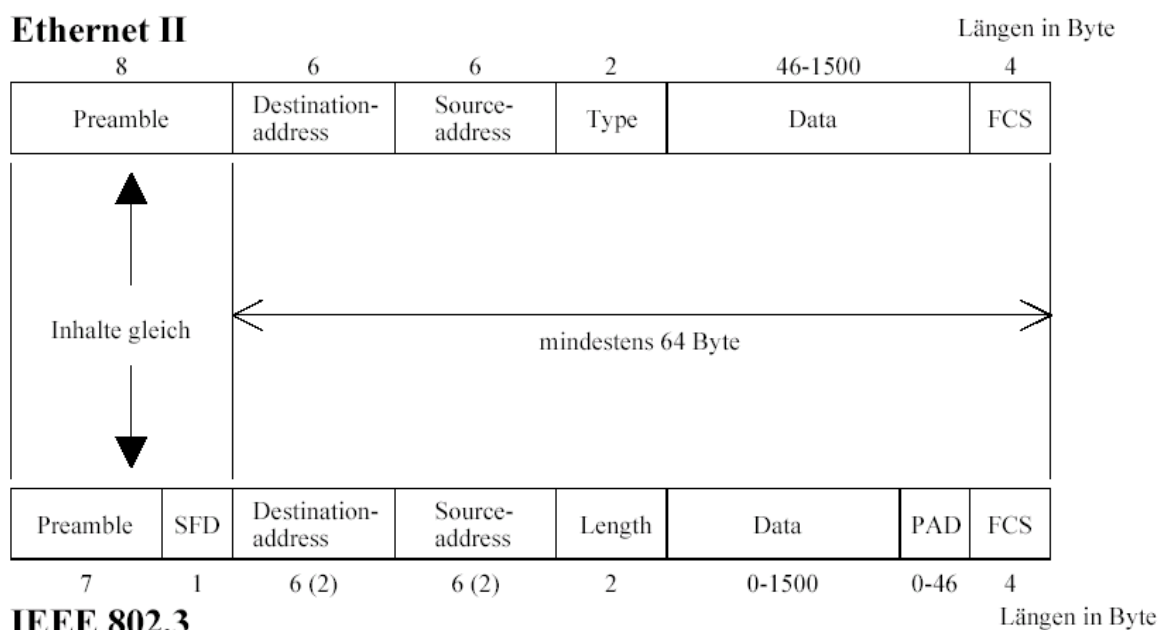 Ethernet II
Längen in Byte
8 6 6 2 46-1500 4
Preamble Destination-address Source-address Type Data FCS
Inhalte gleich
mindestens 64 Byte
Preamble SFD Destination-address Source-address Length Data PAD FCS
7 1 6 (2) 6 (2) 2 0-1500 0-46 4
IEEE 802.3
Längen in Byte